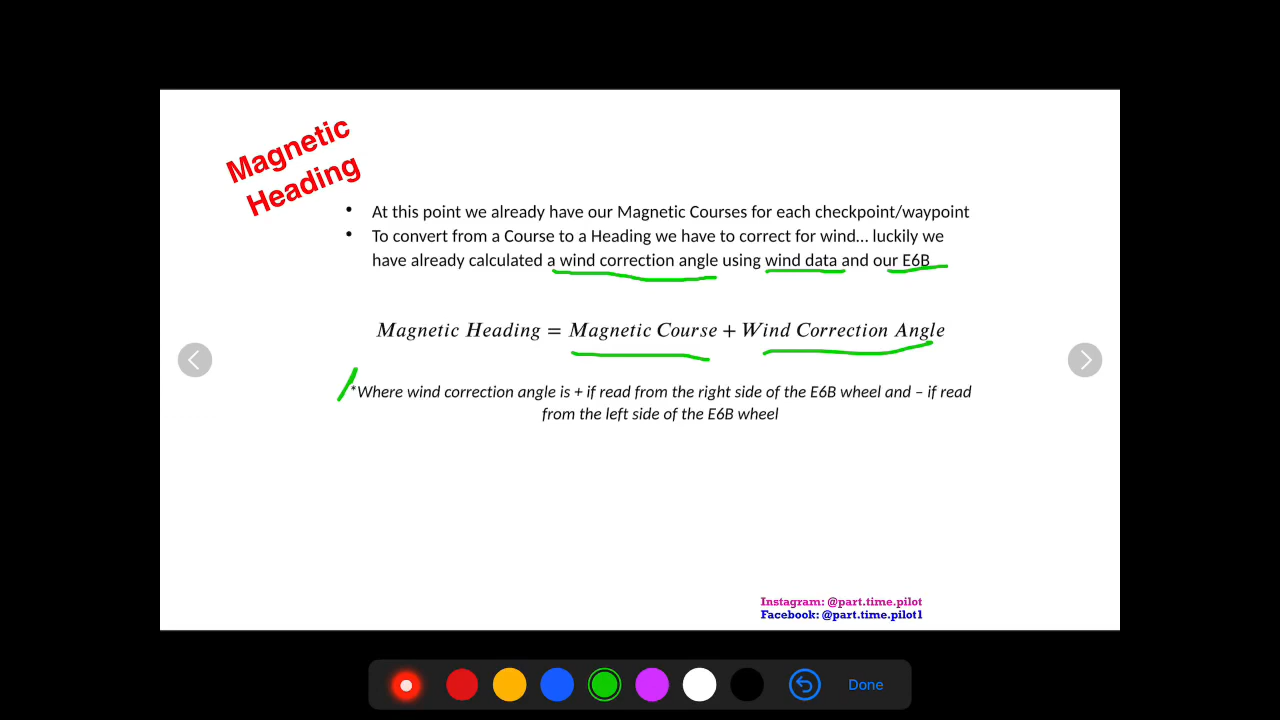 Magnetic
Heading
• At this point we already have our Magnetic Courses for each checkpoint/waypoint
• To convert from a Course to a Heading we have to correct for wind... luckily we
have already calculated a wind correction angle using wind data and our E6B
Magnetic Heading = Magnetic Course + Wind Correction Angle
*Where wind correction angle is + if read from the right side of the E6B wheel and – if read
from the left side of the E6B wheel
Instagram: @part.time.pilot
Facebook: @part.time.pilot1
Done